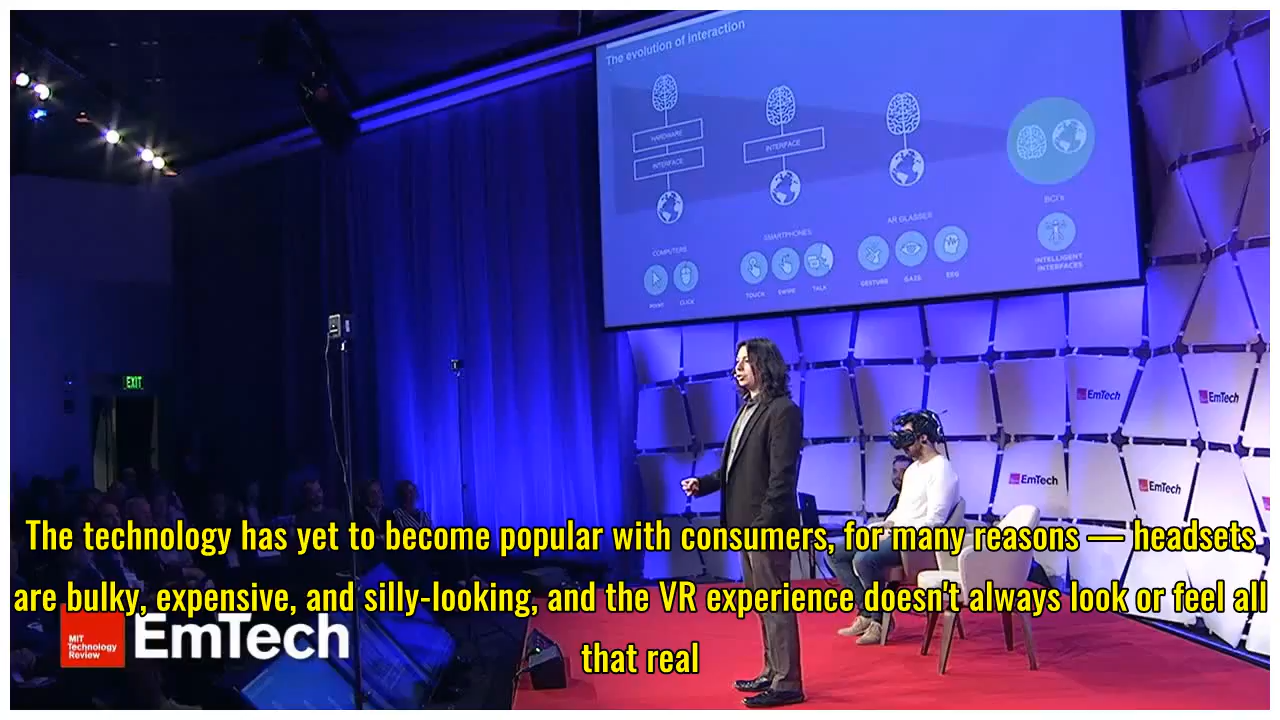 The evolution of interaction
HARDWARE
INTERFACE
INTERFACE
COMPUTERS
POINT
CLICK
SMARTPHONES
TOUCH
SWIPE
TALK
AR GLASSES
GESTURE
GAZE
EEG
BCI's
INTELLIGENT
INTERFACES
EXIT
EmTech
EmTech
EmTech
EmTech
The technology has yet to become popular with consumers, for many reasons — headsets
are bulky, expensive, and silly-looking, and the VR experience doesn't always look or feel all
that real
MIT
Technology
Review
EmTech